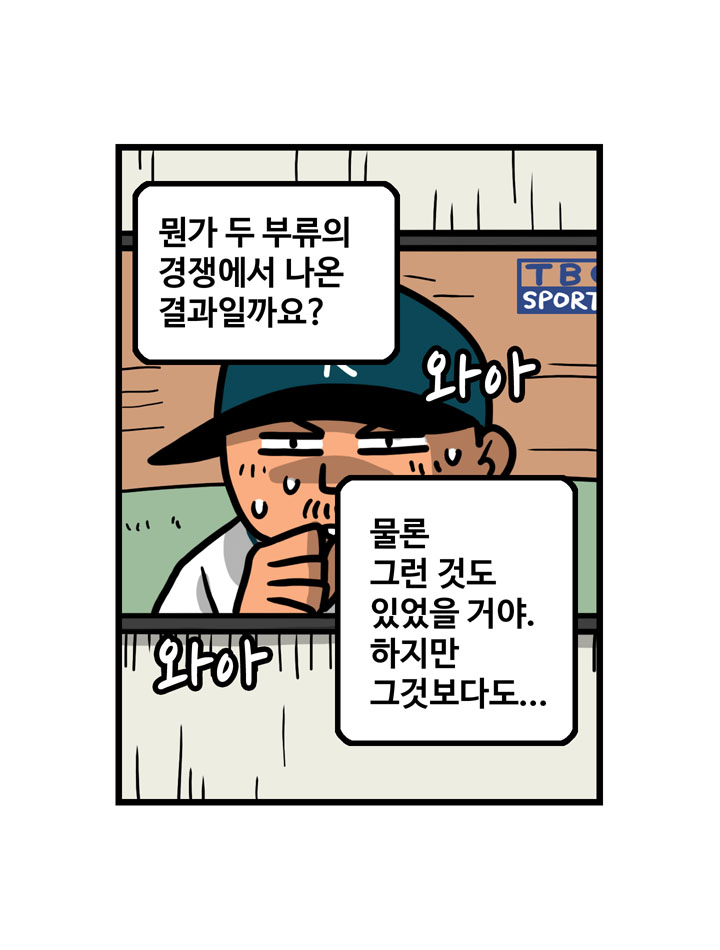 뭔가 두 부류의
경쟁에서 나온
결과일까요?
TBC
SPORT
K
와아
물론
그런 것도
있었을 거야.
하지만
그것보다도...
와아